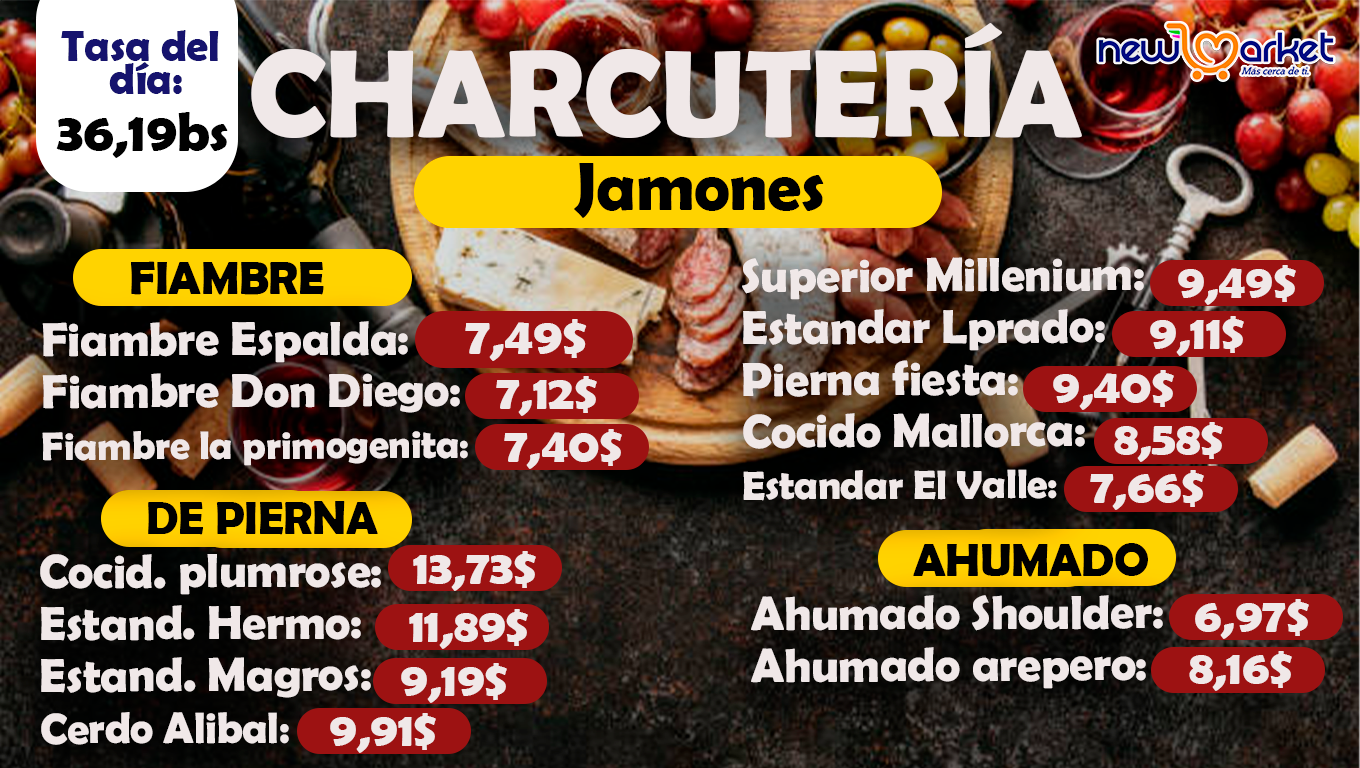 Tasa del
día:
36,19bs
CHARCUTERÍA
new market
Más cerca de ti.
Jamones
FIAMBRE
Fiambre Espalda: 7,49$
Fiambre Don Diego: 7,12$
Fiambre la primogenita: 7,40$
DE PIERNA
Cocid. plumrose: 13,73$
Estand. Hermo: 11,89$
Estand. Magros: 9,19$
Cerdo Alibal: 9,91$
Superior Millenium: 9,49$
Estandar Lprado: 9,11$
Pierna fiesta: 9,40$
Cocido Mallorca: 8,58$
Estandar El Valle: 7,66$
AHUMADO
Ahumado Shoulder: 6,97$
Ahumado arepero: 8,16$